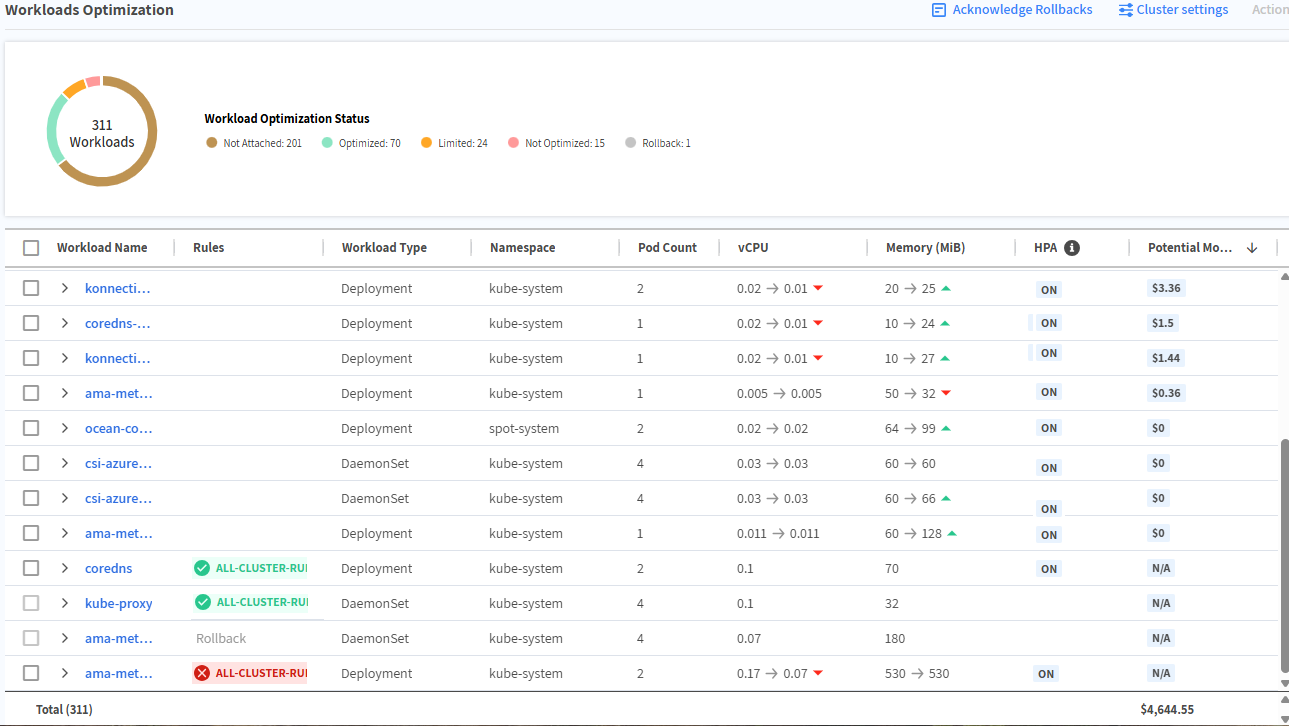 Workloads Optimization Acknowledge Rollbacks Cluster settings Action
311
Workloads
Workload Optimization Status
Not Attached: 201 Optimized: 70 Limited: 24 Not Optimized: 15 Rollback: 1
Workload Name Rules Workload Type Namespace Pod Count vCPU Memory (MiB) HPA Potential Mo... ↓
konnecti... Deployment kube-system 2 0.02 → 0.01 20 → 25 ON $3.36
coredns-... Deployment kube-system 1 0.02 → 0.01 10 → 24 ON $1.5
konnecti... Deployment kube-system 1 0.02 → 0.01 10 → 27 ON $1.44
ama-met... Deployment kube-system 1 0.005 → 0.005 50 → 32 ON $0.36
ocean-co... Deployment spot-system 2 0.02 → 0.02 64 → 99 ON $0
csi-azure... DaemonSet kube-system 4 0.03 → 0.03 60 → 60 ON $0
csi-azure... DaemonSet kube-system 4 0.03 → 0.03 60 → 66 ON $0
ama-met... Deployment kube-system 1 0.011 → 0.011 60 → 128 ON $0
coredns ALL-CLUSTER-RUI Deployment kube-system 2 0.1 70 ON N/A
kube-proxy ALL-CLUSTER-RUI DaemonSet kube-system 4 0.1 32 N/A
ama-met... Rollback DaemonSet kube-system 4 0.07 180 N/A
ama-met... ALL-CLUSTER-RUI Deployment kube-system 2 0.17 → 0.07 530 → 530 ON N/A
Total (311) $4,644.55